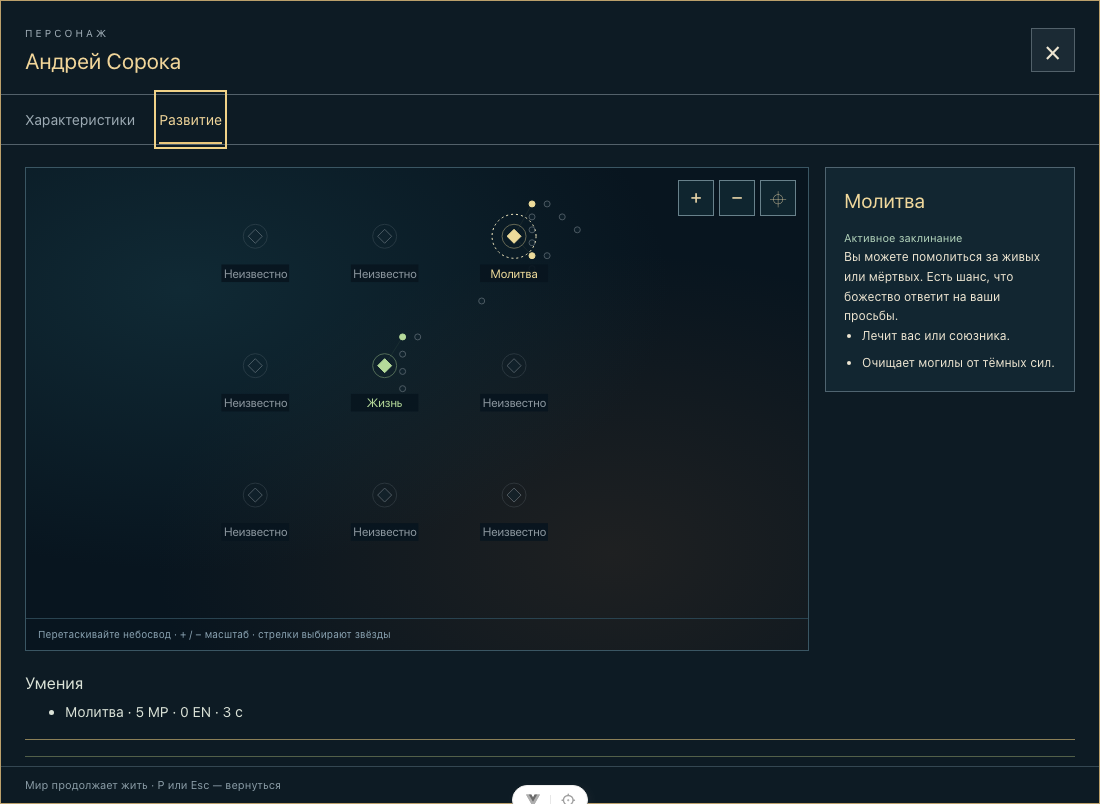 ПЕРСОНАЖ
Андрей Сорока
×
Характеристики
Развитие
+
−
Неизвестно
Неизвестно
Молитва
Неизвестно
Жизнь
Неизвестно
Неизвестно
Неизвестно
Неизвестно
Перетаскивайте небосвод · + / − масштаб · стрелки выбирают звёзды
Молитва
Активное заклинание
Вы можете помолиться за живых
или мёртвых. Есть шанс, что
божество ответит на ваши
просьбы.
• Лечит вас или союзника.
• Очищает могилы от тёмных сил.
Умения
• Молитва · 5 MP · 0 EN · 3 с
Мир продолжает жить · P или Esc — вернуться